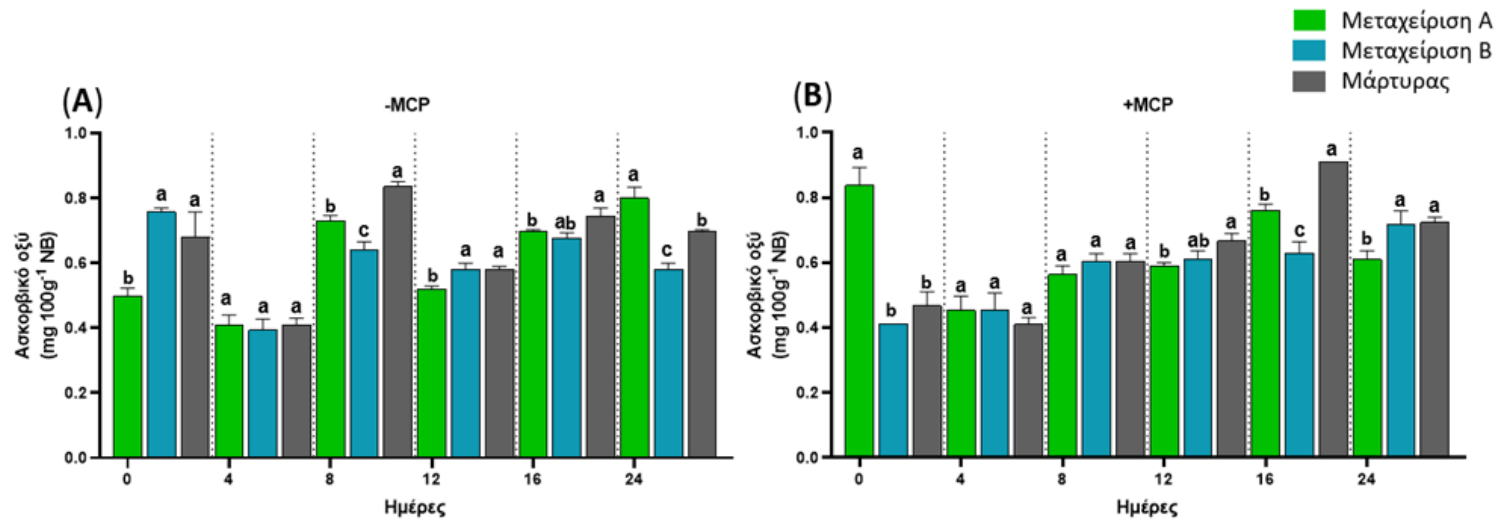 Μεταχείριση Α
Μεταχείριση Β
Μάρτυρας
(A)
-MCP
Ασκορβικό οξύ
(mg 100g⁻¹ NB)
1.0
0.8
0.6
0.4
0.2
0.0
b a a a a a b c a b a a b ab a a c b
0 4 8 12 16 24
Ημέρες
(B)
+MCP
Ασκορβικό οξύ
(mg 100g⁻¹ NB)
1.0
0.8
0.6
0.4
0.2
0.0
a b b a a a a a a b ab a b c a b a a
0 4 8 12 16 24
Ημέρες